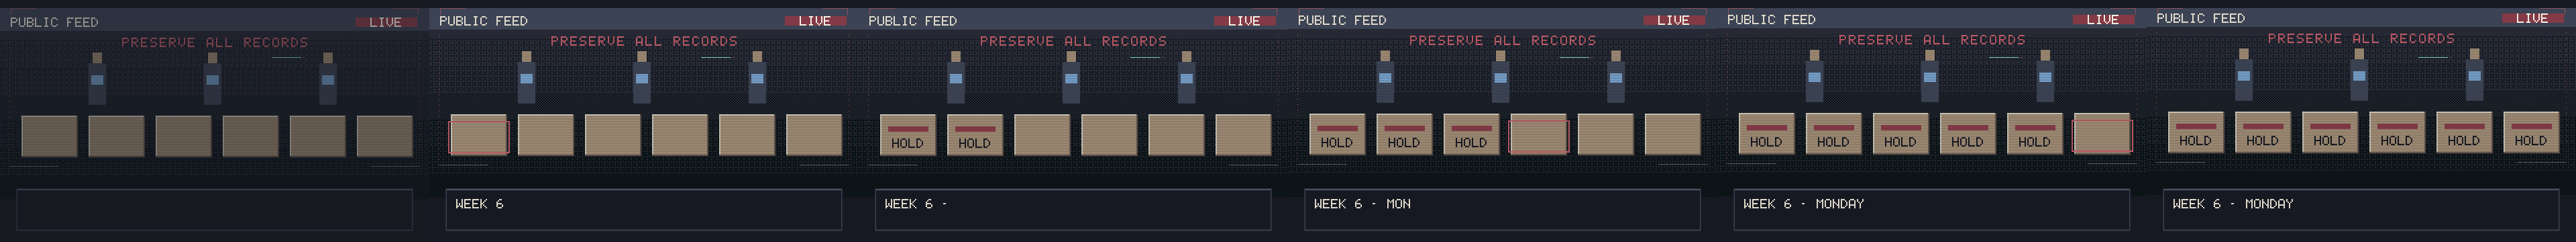 PUBLIC FEED LIVE
PRESERVE ALL RECORDS
PUBLIC FEED LIVE
PRESERVE ALL RECORDS
WEEK 6
PUBLIC FEED LIVE
PRESERVE ALL RECORDS
HOLD HOLD
WEEK 6 -
PUBLIC FEED LIVE
PRESERVE ALL RECORDS
HOLD HOLD HOLD
WEEK 6 - MON
PUBLIC FEED LIVE
PRESERVE ALL RECORDS
HOLD HOLD HOLD HOLD HOLD
WEEK 6 - MONDAY
PUBLIC FEED LIVE
PRESERVE ALL RECORDS
HOLD HOLD HOLD HOLD HOLD HOLD
WEEK 6 - MONDAY